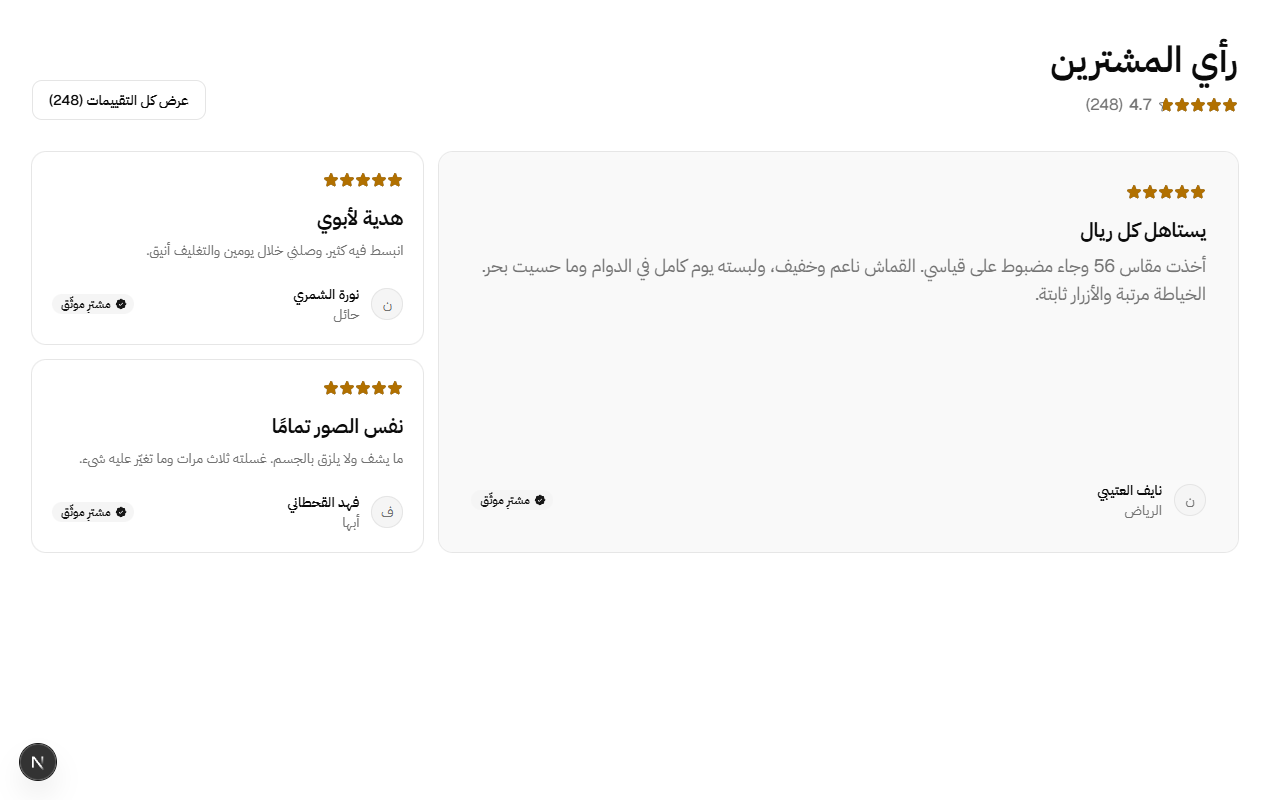 رأي المشترين
4.7 (248)
عرض كل التقييمات (248)
يستاهل كل ريال
أخذت مقاس 56 وجاء مضبوط على قياسي. القماش ناعم وخفيف، ولبسته يوم كامل في الدوام وما حسيت بحر.
الخياطة مرتبة والأزرار ثابتة.
ن
نايف العتيبي
الرياض
مشترٍ موثّق
هدية لأبوي
انبسط فيه كثير. وصلني خلال يومين والتغليف أنيق.
ن
نورة الشمري
حائل
مشترٍ موثّق
نفس الصور تمامًا
ما يشف ولا يلزق بالجسم. غسلته ثلاث مرات وما تغيّر عليه شيء.
ف
فهد القحطاني
أبها
مشترٍ موثّق
N